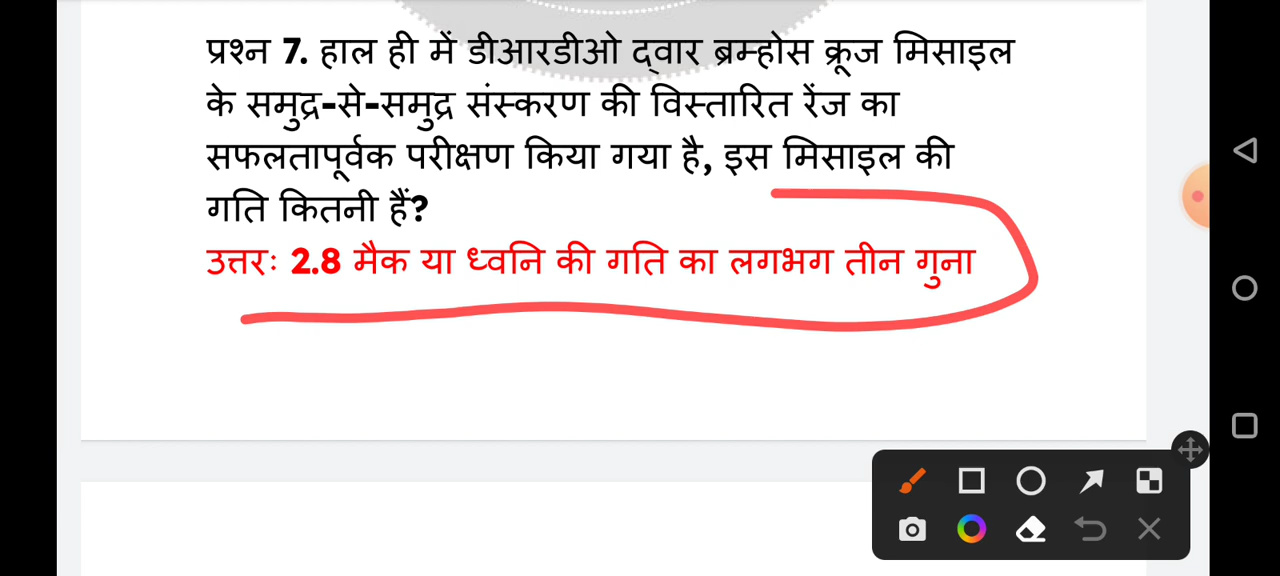 प्रश्न 7. हाल ही में डीआरडीओ द्वार ब्रम्होस क्रूज मिसाइल
के समुद्र-से-समुद्र संस्करण की विस्तारित रेंज का
सफलतापूर्वक परीक्षण किया गया है, इस मिसाइल की
गति कितनी हैं?
उत्तरः 2.8 मैक या ध्वनि की गति का लगभग तीन गुना